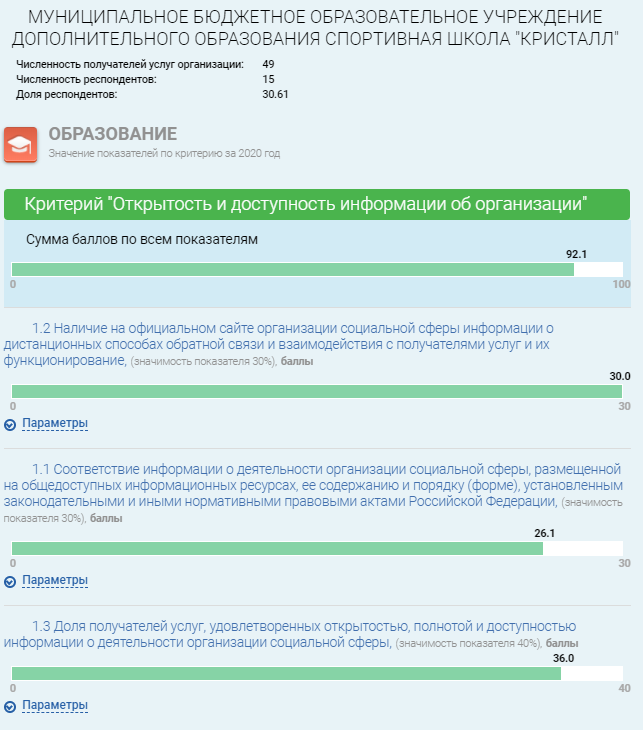 МУНИЦИПАЛЬНОЕ БЮДЖЕТНОЕ ОБРАЗОВАТЕЛЬНОЕ УЧРЕЖДЕНИЕ
ДОПОЛНИТЕЛЬНОГО ОБРАЗОВАНИЯ СПОРТИВНАЯ ШКОЛА "КРИСТАЛЛ"
Численность получателей услуг организации: 49
Численность респондентов: 15
Доля респондентов: 30.61
ОБРАЗОВАНИЕ
Значение показателей по критерию за 2020 год
Критерий "Открытость и доступность информации об организации"
Сумма баллов по всем показателям
92.1
0 100
1.2 Наличие на официальном сайте организации социальной сферы информации о
дистанционных способах обратной связи и взаимодействия с получателями услуг и их
функционирование, (значимость показателя 30%), баллы
30.0
0 30
Параметры
1.1 Соответствие информации о деятельности организации социальной сферы, размещенной
на общедоступных информационных ресурсах, ее содержанию и порядку (форме), установленным
законодательными и иными нормативными правовыми актами Российской Федерации, (значимость
показателя 30%), баллы
26.1
0 30
Параметры
1.3 Доля получателей услуг, удовлетворенных открытостью, полнотой и доступностью
информации о деятельности организации социальной сферы, (значимость показателя 40%), баллы
36.0
0 40
Параметры